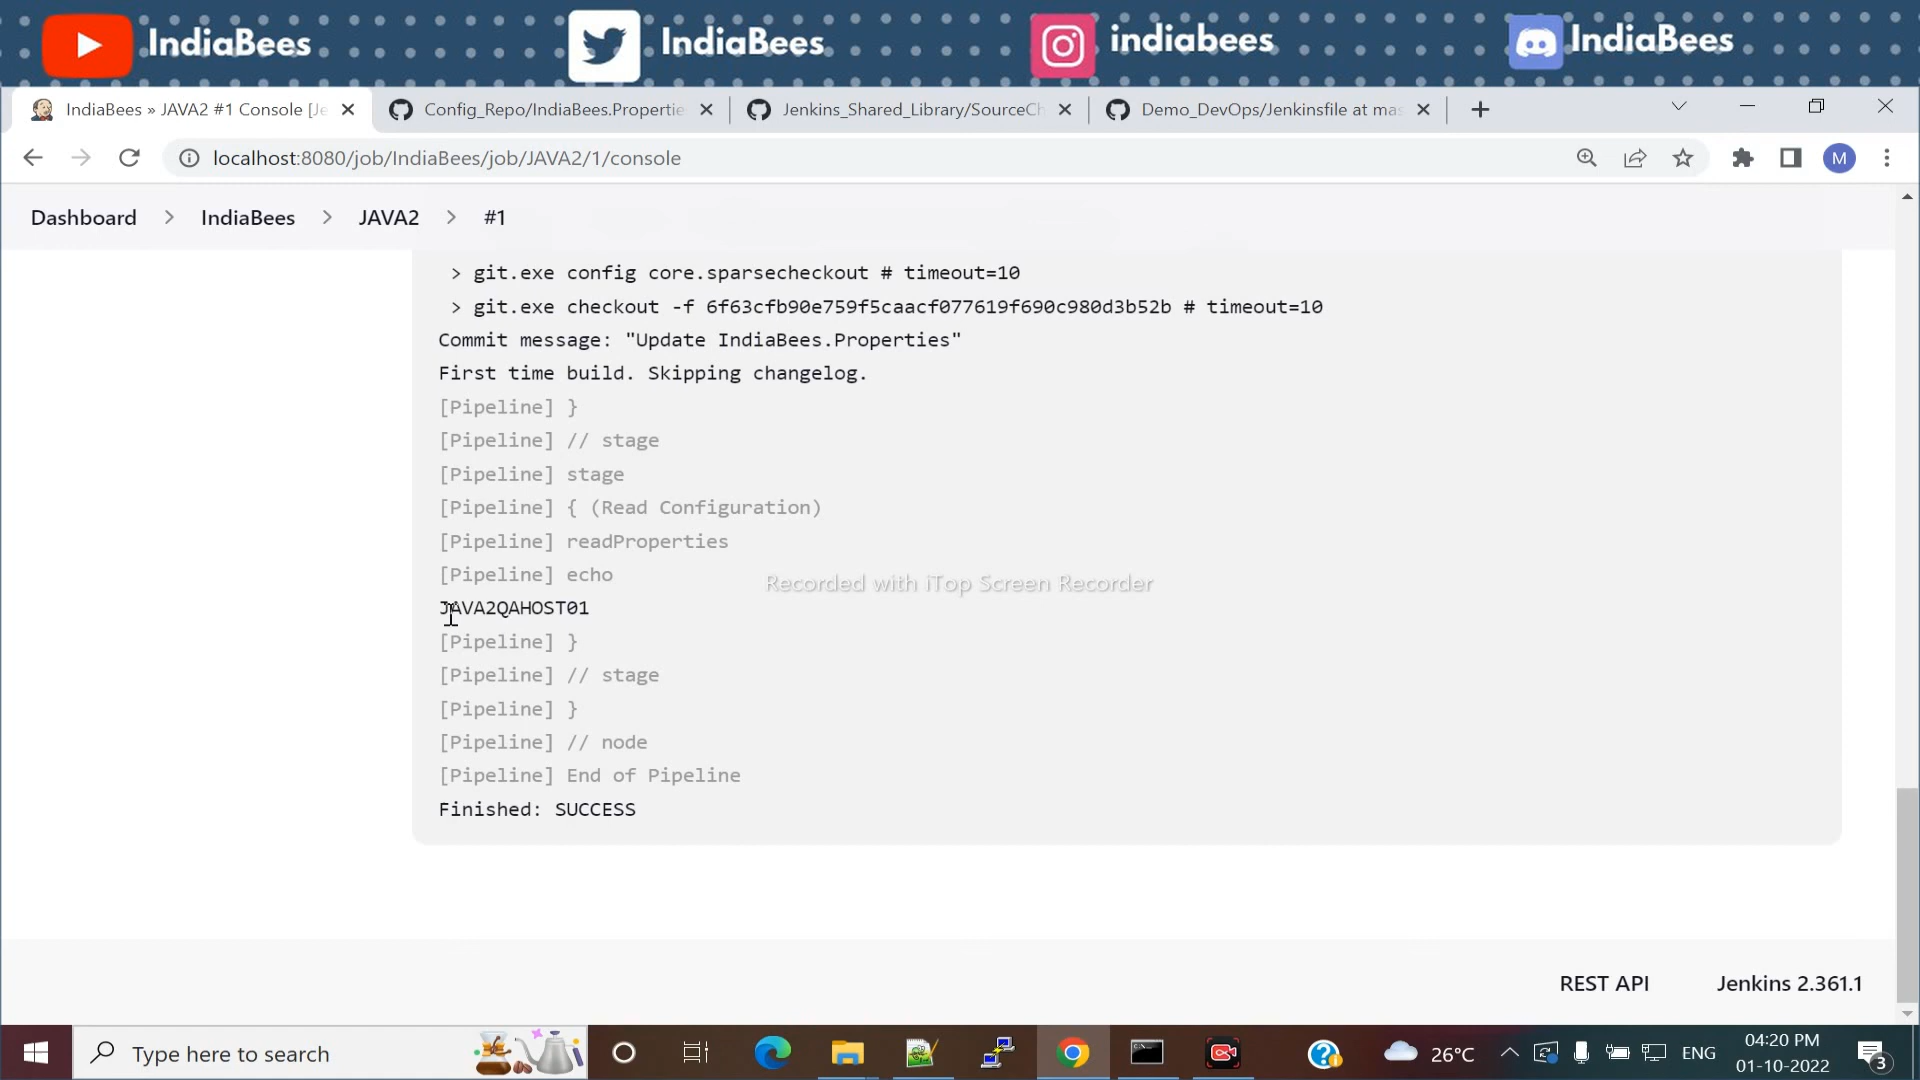 IndiaBees IndiaBees indiabees IndiaBees
IndiaBees » JAVA2 #1 Console [Je Config_Repo/IndiaBees.Propertie Jenkins_Shared_Library/SourceCh Demo_DevOps/Jenkinsfile at mas
localhost:8080/job/IndiaBees/job/JAVA2/1/console M
Dashboard > IndiaBees > JAVA2 > #1
> git.exe config core.sparsecheckout # timeout=10
> git.exe checkout -f 6f63cfb90e759f5caacf077619f690c980d3b52b # timeout=10
Commit message: "Update IndiaBees.Properties"
First time build. Skipping changelog.
[Pipeline] }
[Pipeline] // stage
[Pipeline] stage
[Pipeline] { (Read Configuration)
[Pipeline] readProperties
[Pipeline] echo
Recorded with iTop Screen Recorder
JAVA2QAHOST01
[Pipeline] }
[Pipeline] // stage
[Pipeline] }
[Pipeline] // node
[Pipeline] End of Pipeline
Finished: SUCCESS
REST API Jenkins 2.361.1
Type here to search 26°C ENG 04:20 PM
01-10-2022
3